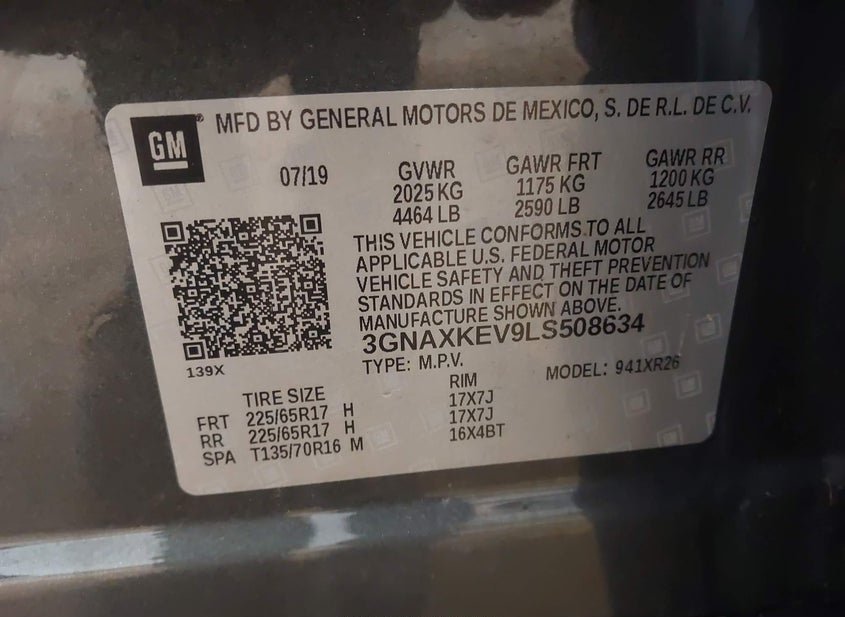 GM
MFD BY GENERAL MOTORS DE MEXICO, S. DE R.L. DE C.V.
07/19 GVWR GAWR FRT GAWR RR
2025 KG 1175 KG 1200 KG
4464 LB 2590 LB 2645 LB
THIS VEHICLE CONFORMS TO ALL
APPLICABLE U.S. FEDERAL MOTOR
VEHICLE SAFETY AND THEFT PREVENTION
STANDARDS IN EFFECT ON THE DATE OF
MANUFACTURE SHOWN ABOVE.
3GNAXKEV9LS508634
139X
TYPE: M.P.V. MODEL: 941XR26
TIRE SIZE RIM
FRT 225/65R17 H 17X7J
RR 225/65R17 H 17X7J
SPA T135/70R16 M 16X4BT